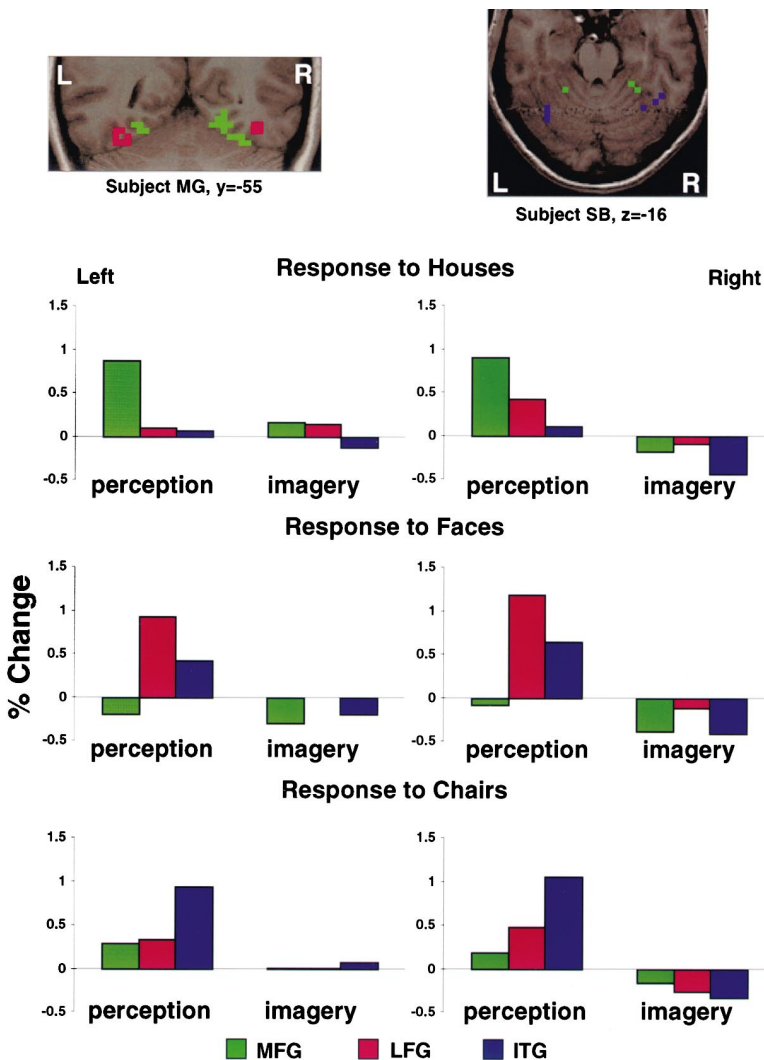 L R
Subject MG, y=-55
L R
Subject SB, z=-16
Response to Houses
Left Right
1.5
1
0.5
0
-0.5
perception imagery
1.5
1
0.5
0
-0.5
perception imagery
Response to Faces
% Change
1.5
1
0.5
0
-0.5
perception imagery
1.5
1
0.5
0
-0.5
perception imagery
Response to Chairs
1.5
1
0.5
0
-0.5
perception imagery
1.5
1
0.5
0
-0.5
perception imagery
MFG LFG ITG